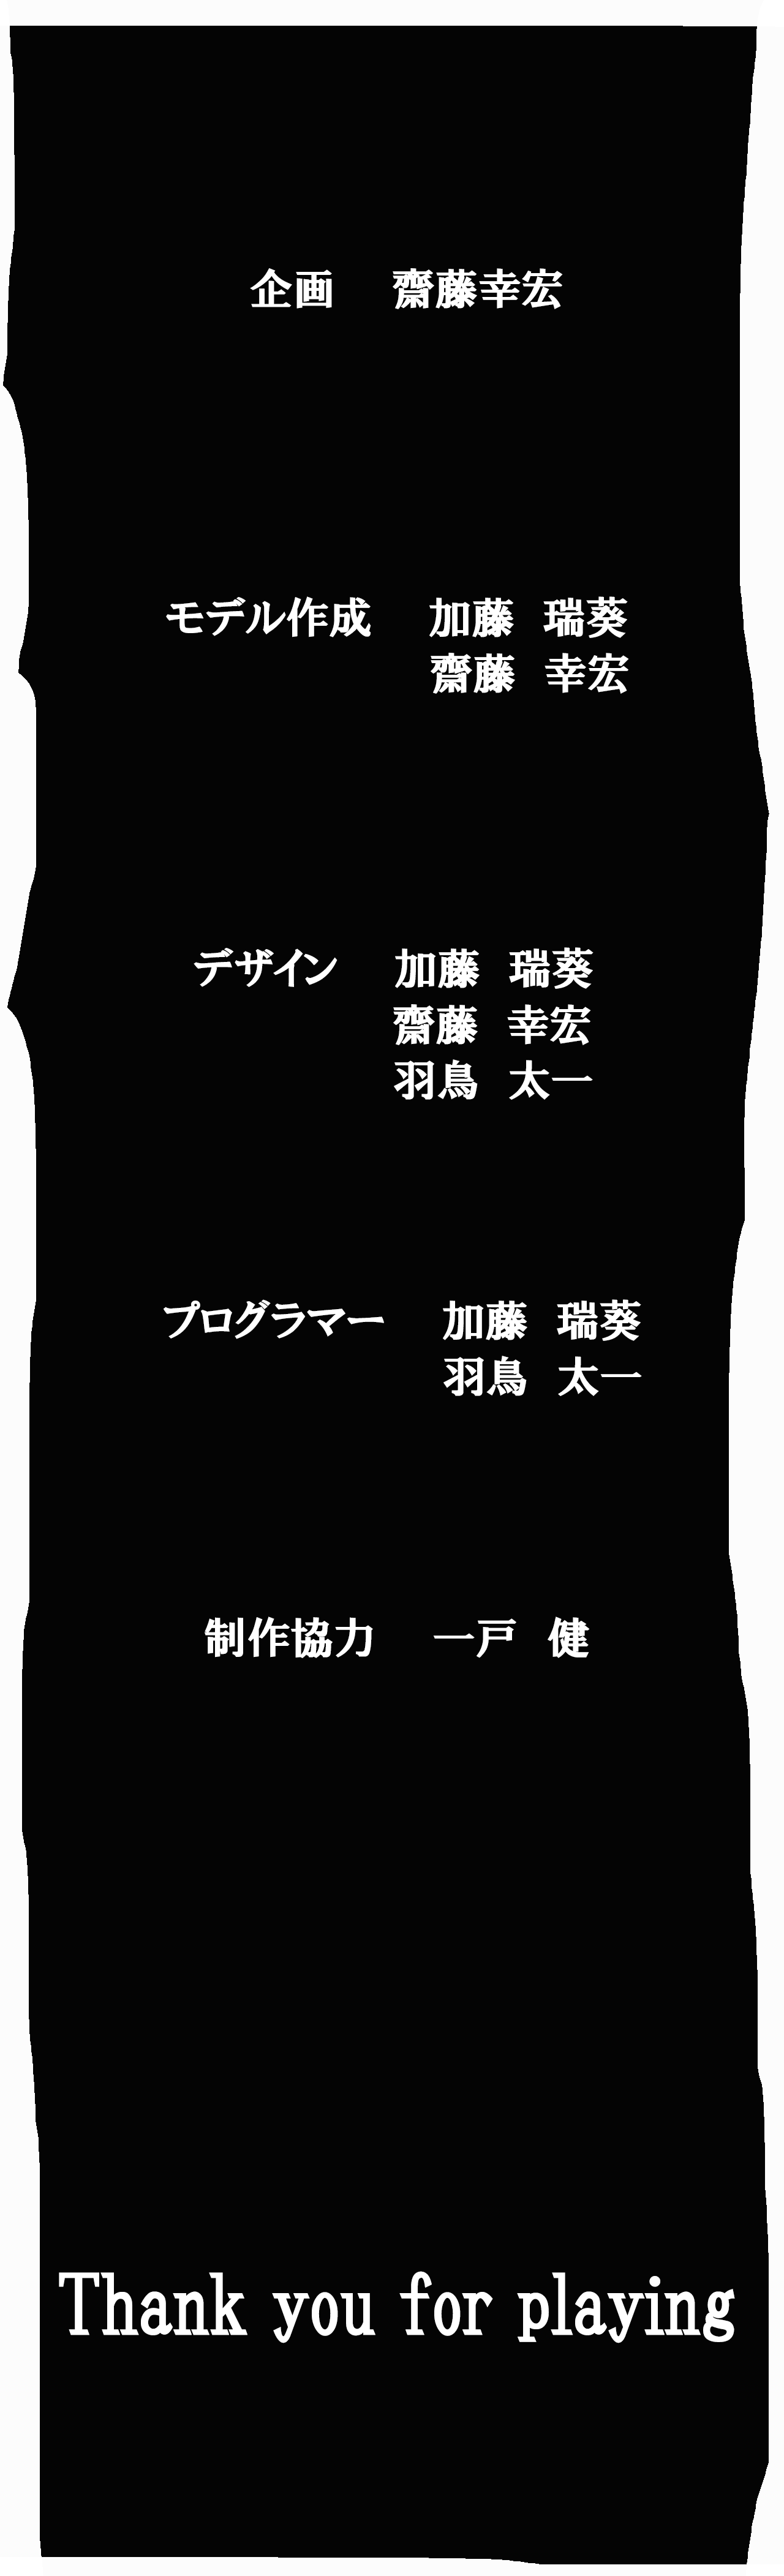 企画　齋藤幸宏
モデル作成　加藤　瑞葵
齋藤　幸宏
デザイン　加藤　瑞葵
齋藤　幸宏
羽鳥　太一
プログラマー　加藤　瑞葵
羽鳥　太一
制作協力　一戸　健
Thank you for playing